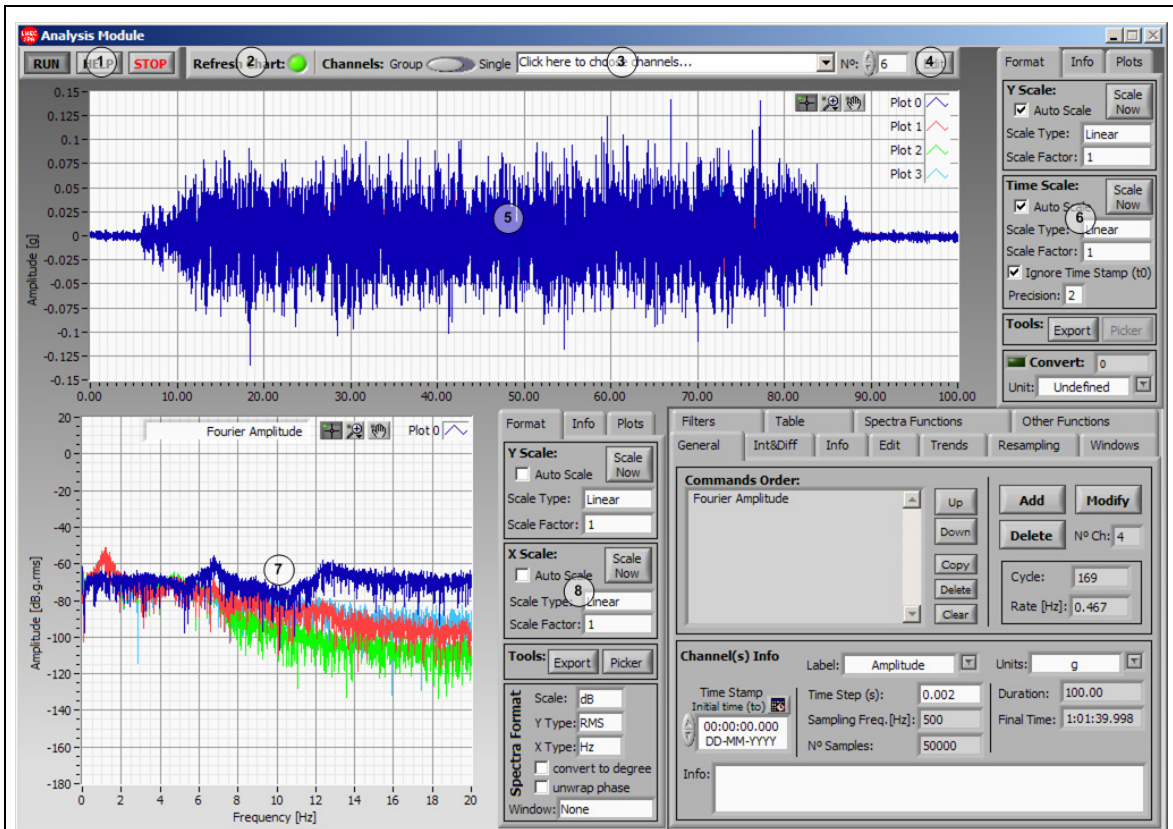 LNEC SPA Analysis Module
RUN HELP STOP 1 Refresh Chart: 2 Channels: Group Single Click here to choose channels... 3 Nº: 6 Edit 4
Format Info Plots
0.15
0.125
0.1
0.075
0.05
0.025
0
-0.025
-0.05
-0.075
-0.1
-0.125
-0.15
Amplitude [g]
0.00 10.00 20.00 30.00 40.00 50.00 60.00 70.00 80.00 90.00 100.00
Plot 0
Plot 1
Plot 2
Plot 3
5
Y Scale:
Scale Now
Auto Scale
Scale Type: Linear
Scale Factor: 1
Time Scale:
Scale Now
Auto Scale
6
Scale Type: Linear
Scale Factor: 1
Ignore Time Stamp (t0)
Precision: 2
Tools: Export Picker
Convert: 0
Unit: Undefined
Fourier Amplitude Plot 0
20
0
-20
-40
-60
-80
-100
-120
-140
-160
-180
Amplitude [dB.g.rms]
7
0 2 4 6 8 10 12 14 16 18 20
Frequency [Hz]
Format Info Plots
Y Scale:
Scale Now
Auto Scale
Scale Type: Linear
Scale Factor: 1
X Scale:
Scale Now
Auto Scale
8
Scale Type: Linear
Scale Factor: 1
Tools: Export Picker
Spectra Format
Scale: dB
Y Type: RMS
X Type: Hz
convert to degree
unwrap phase
Window: None
Filters Table Spectra Functions Other Functions
General Int&Diff Info Edit Trends Resampling Windows
Commands Order:
Fourier Amplitude
Up
Down
Copy
Delete
Clear
Add Modify
Delete Nº Ch: 4
Cycle: 169
Rate [Hz]: 0.467
Channel(s) Info
Label: Amplitude
Units: g
Time Stamp
Initial time (to)
00:00:00.000
DD-MM-YYYY
Time Step (s): 0.002
Sampling Freq.[Hz]: 500
Nº Samples: 50000
Duration: 100.00
Final Time: 1:01:39.998
Info: